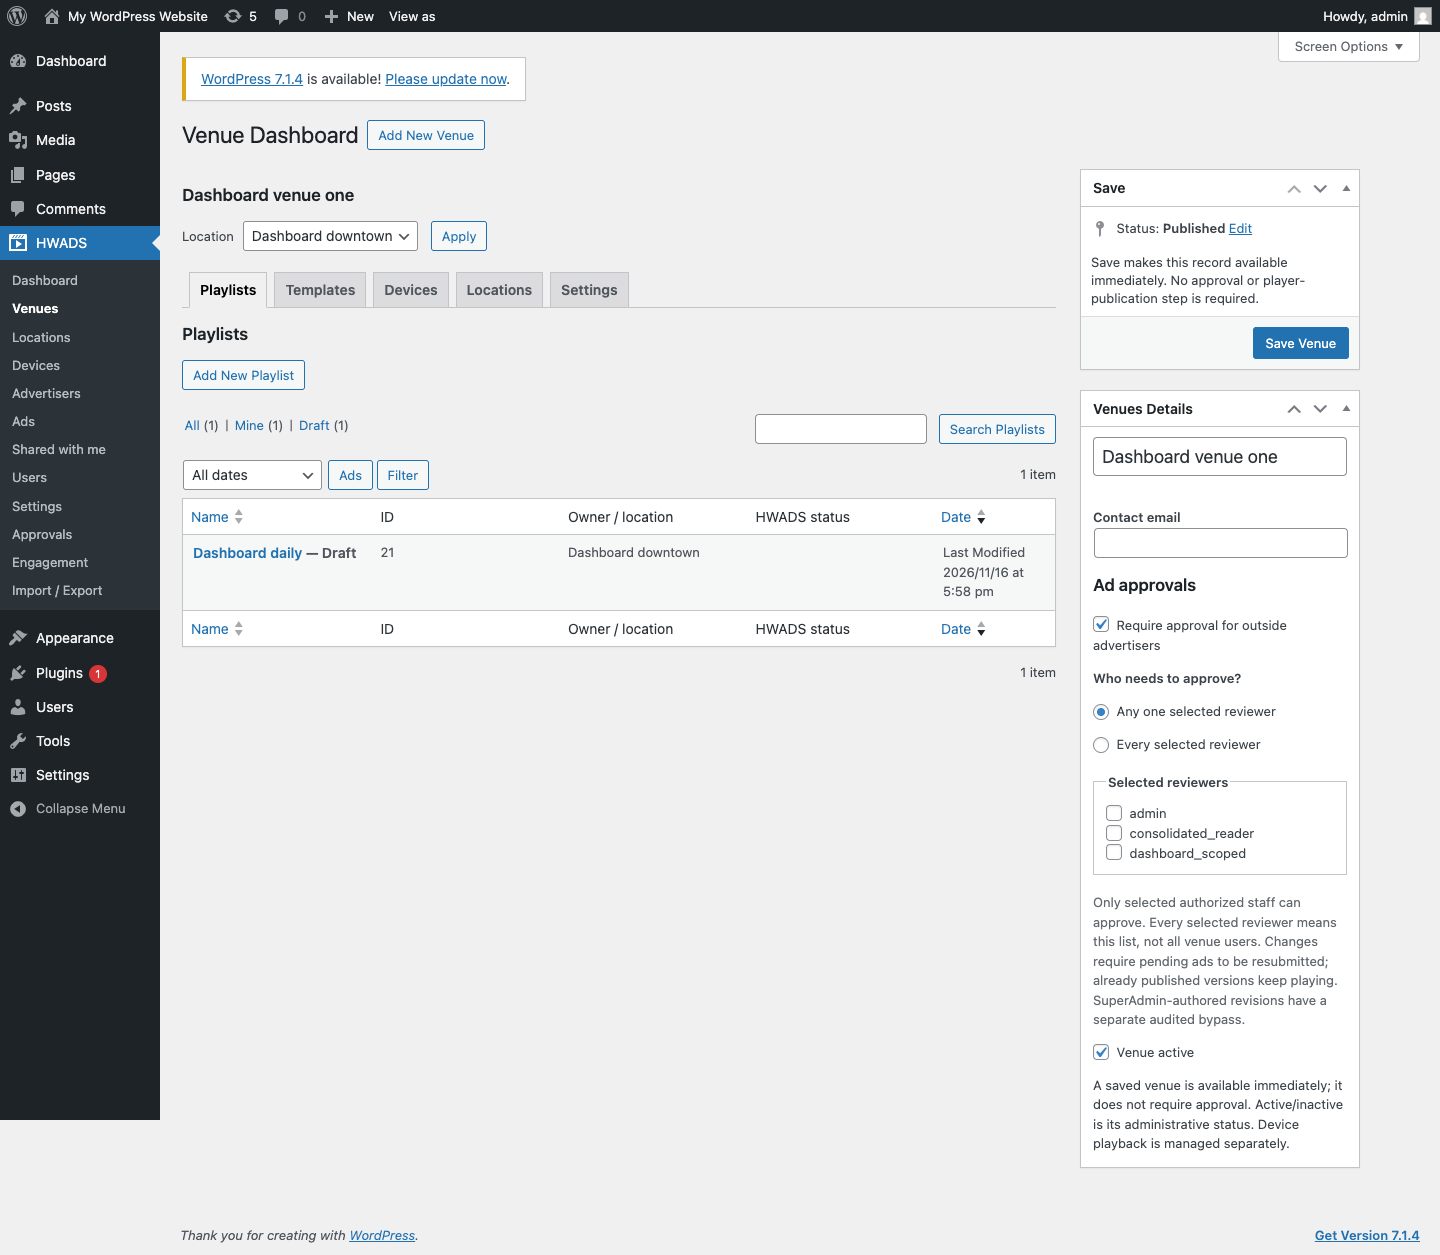 My WordPress Website
5
0
New
View as
Howdy, admin
Screen Options
Dashboard
Posts
Media
Pages
Comments
HWADS
Dashboard
Venues
Locations
Devices
Advertisers
Ads
Shared with me
Users
Settings
Approvals
Engagement
Import / Export
Appearance
Plugins 1
Users
Tools
Settings
Collapse Menu
WordPress 7.1.4 is available! Please update now.
Venue Dashboard
Add New Venue
Dashboard venue one
Location
Dashboard downtown
Apply
Playlists
Templates
Devices
Locations
Settings
Playlists
Add New Playlist
All (1) | Mine (1) | Draft (1)
Search Playlists
All dates
Ads
Filter
1 item
Name
ID
Owner / location
HWADS status
Date
Dashboard daily — Draft
21
Dashboard downtown
Last Modified
2026/11/16 at
5:58 pm
Name
ID
Owner / location
HWADS status
Date
1 item
Save
Status: Published Edit
Save makes this record available
immediately. No approval or player-
publication step is required.
Save Venue
Venues Details
Dashboard venue one
Contact email
Ad approvals
Require approval for outside
advertisers
Who needs to approve?
Any one selected reviewer
Every selected reviewer
Selected reviewers
admin
consolidated_reader
dashboard_scoped
Only selected authorized staff can
approve. Every selected reviewer means
this list, not all venue users. Changes
require pending ads to be resubmitted;
already published versions keep playing.
SuperAdmin-authored revisions have a
separate audited bypass.
Venue active
A saved venue is available immediately; it
does not require approval. Active/inactive
is its administrative status. Device
playback is managed separately.
Thank you for creating with WordPress.
Get Version 7.1.4